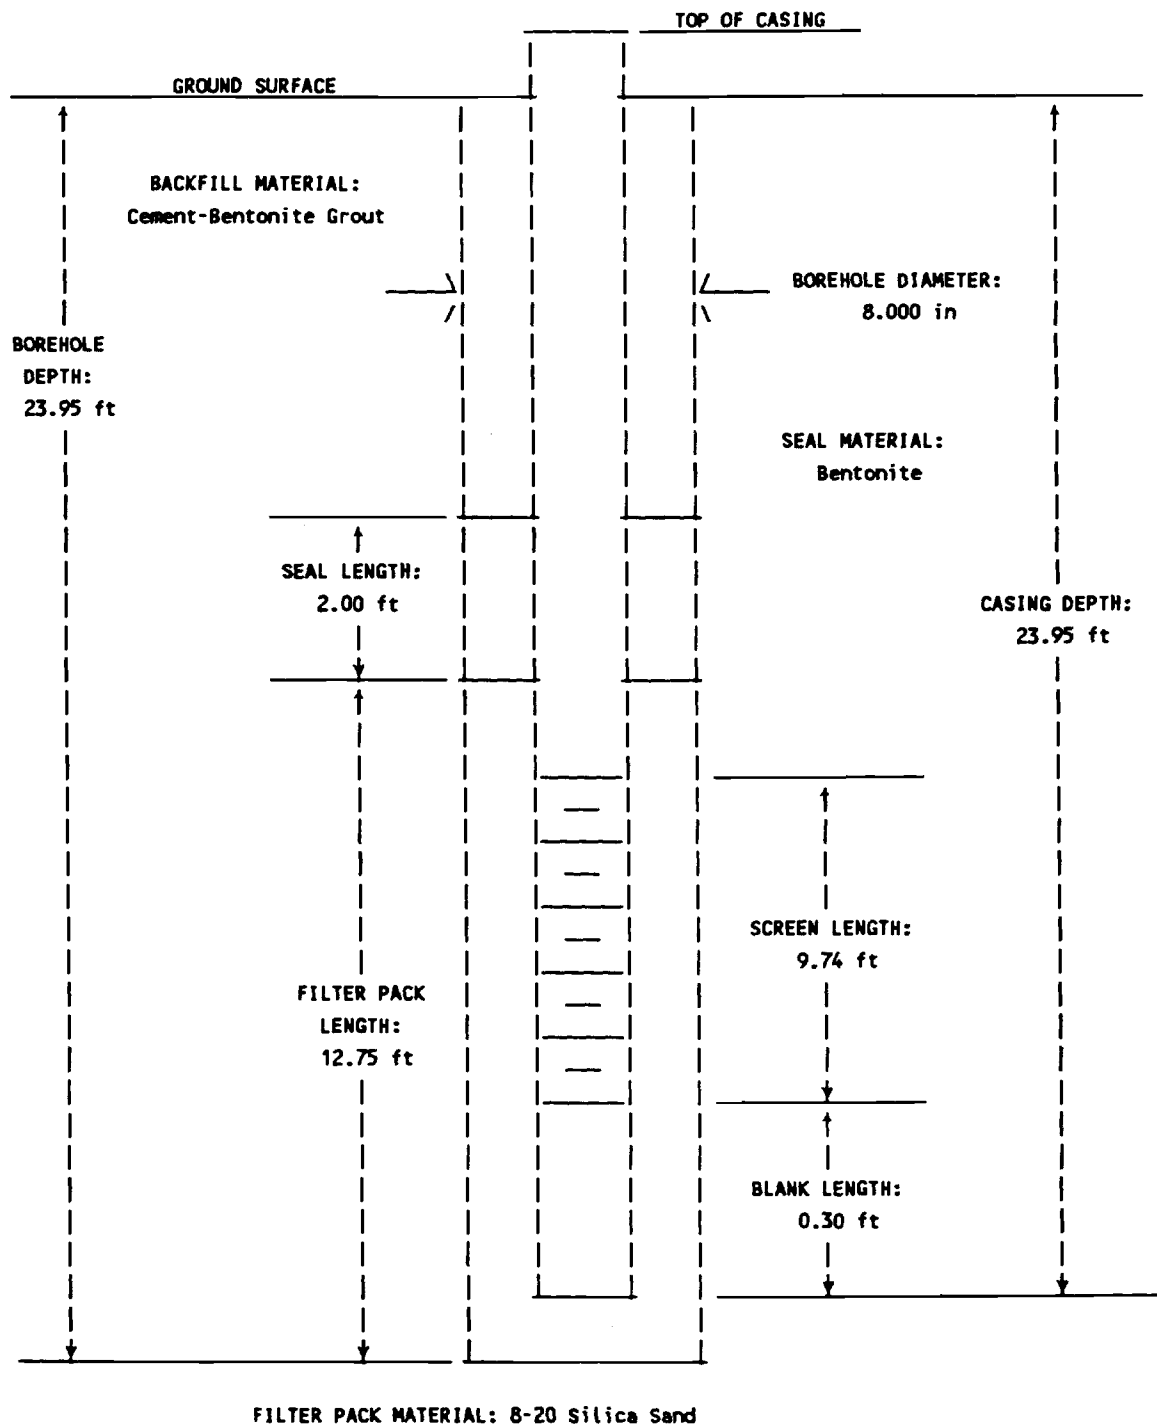 TOP OF CASING
GROUND SURFACE
BACKFILL MATERIAL:
Cement-Bentonite Grout
BOREHOLE DIAMETER:
8.000 in
BOREHOLE
DEPTH:
23.95 ft
SEAL MATERIAL:
Bentonite
SEAL LENGTH:
2.00 ft
CASING DEPTH:
23.95 ft
SCREEN LENGTH:
9.74 ft
FILTER PACK
LENGTH:
12.75 ft
BLANK LENGTH:
0.30 ft
FILTER PACK MATERIAL: 8-20 Silica Sand